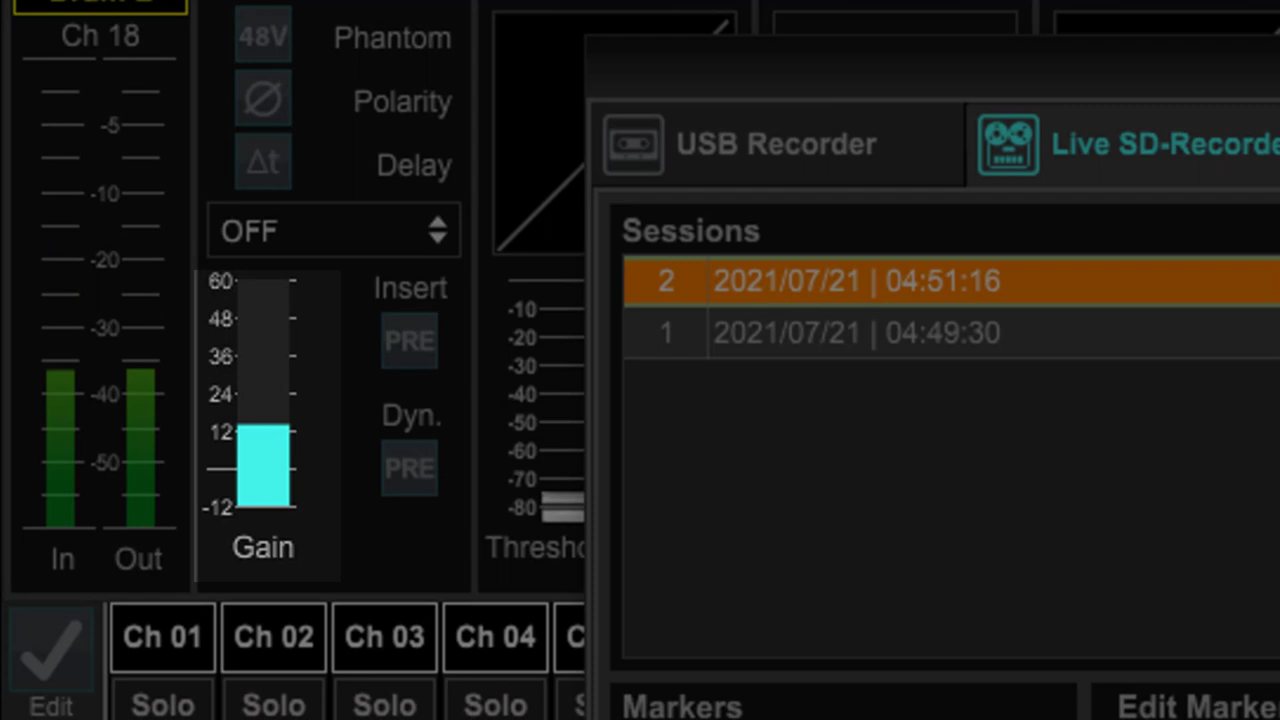 Ch 18
-5
-10
-20
-30
-40
-50
In Out
48V Phantom
Polarity
Δt Delay
OFF
60
48
36
24
12
-12
Gain
Insert
PRE
Dyn.
PRE
-10
-20
-30
-40
-50
-60
-70
-80
USB Recorder
Live SD-Recorde
Sessions
2 2021/07/21 | 04:51:16
1 2021/07/21 | 04:49:30
Markers
Edit Marke
Edit
Ch 01 Ch 02 Ch 03 Ch 04
Solo Solo Solo Solo